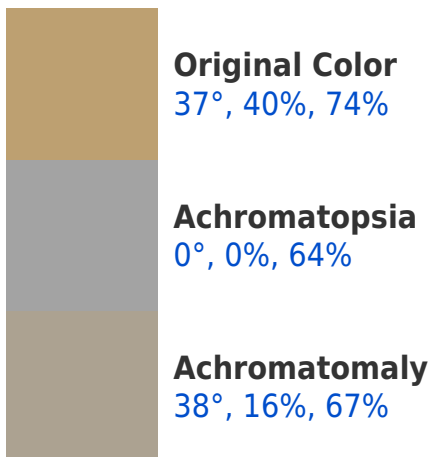 Original Color
37°, 40%, 74%
Achromatopsia
0°, 0%, 64%
Achromatomaly
38°, 16%, 67%